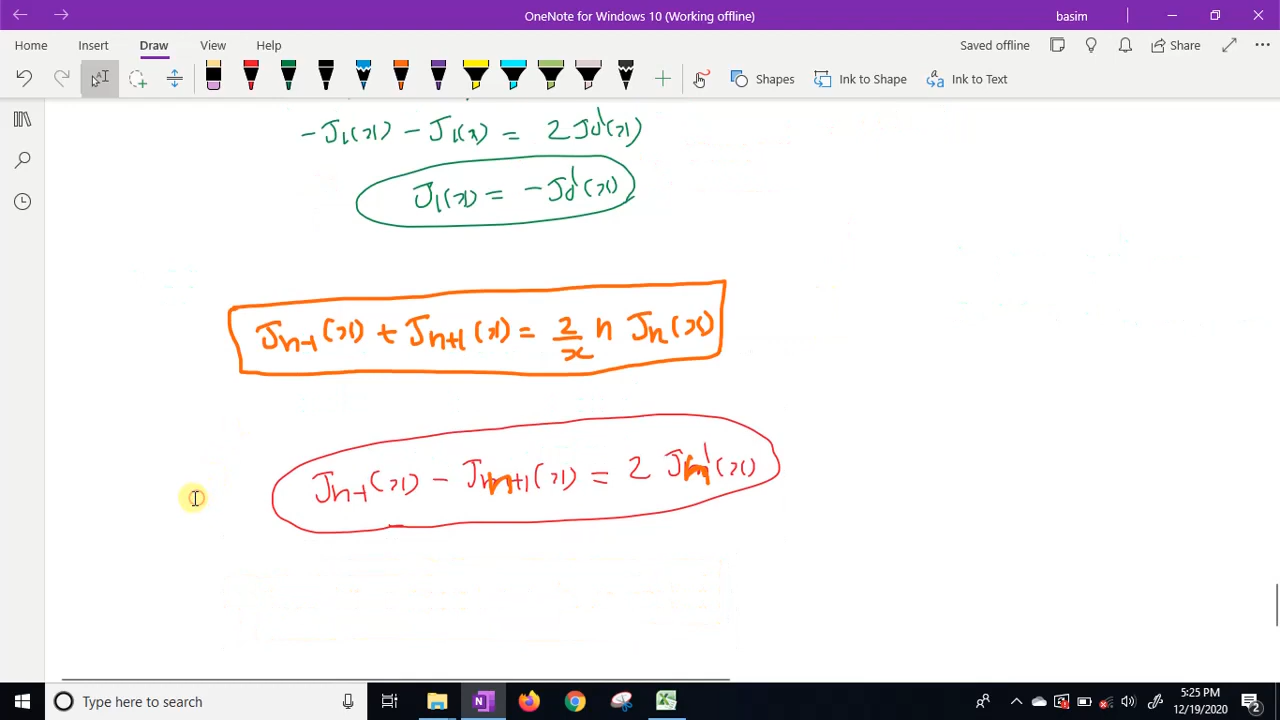 OneNote for Windows 10 (Working offline)
basim
Home Insert Draw View Help
Saved offline
Share
Shapes
Ink to Shape
Ink to Text
-J₁(x) - J₁(x) = 2J₀'(x)
J₁(x) = -J₀'(x)
Jₙ₋₁(x) + Jₙ₊₁(x) = 2/x n Jₙ(x)
Jₙ₋₁(x) - Jₙ₊₁(x) = 2 Jₙ'(x)
Type here to search
5:25 PM
12/19/2020
2